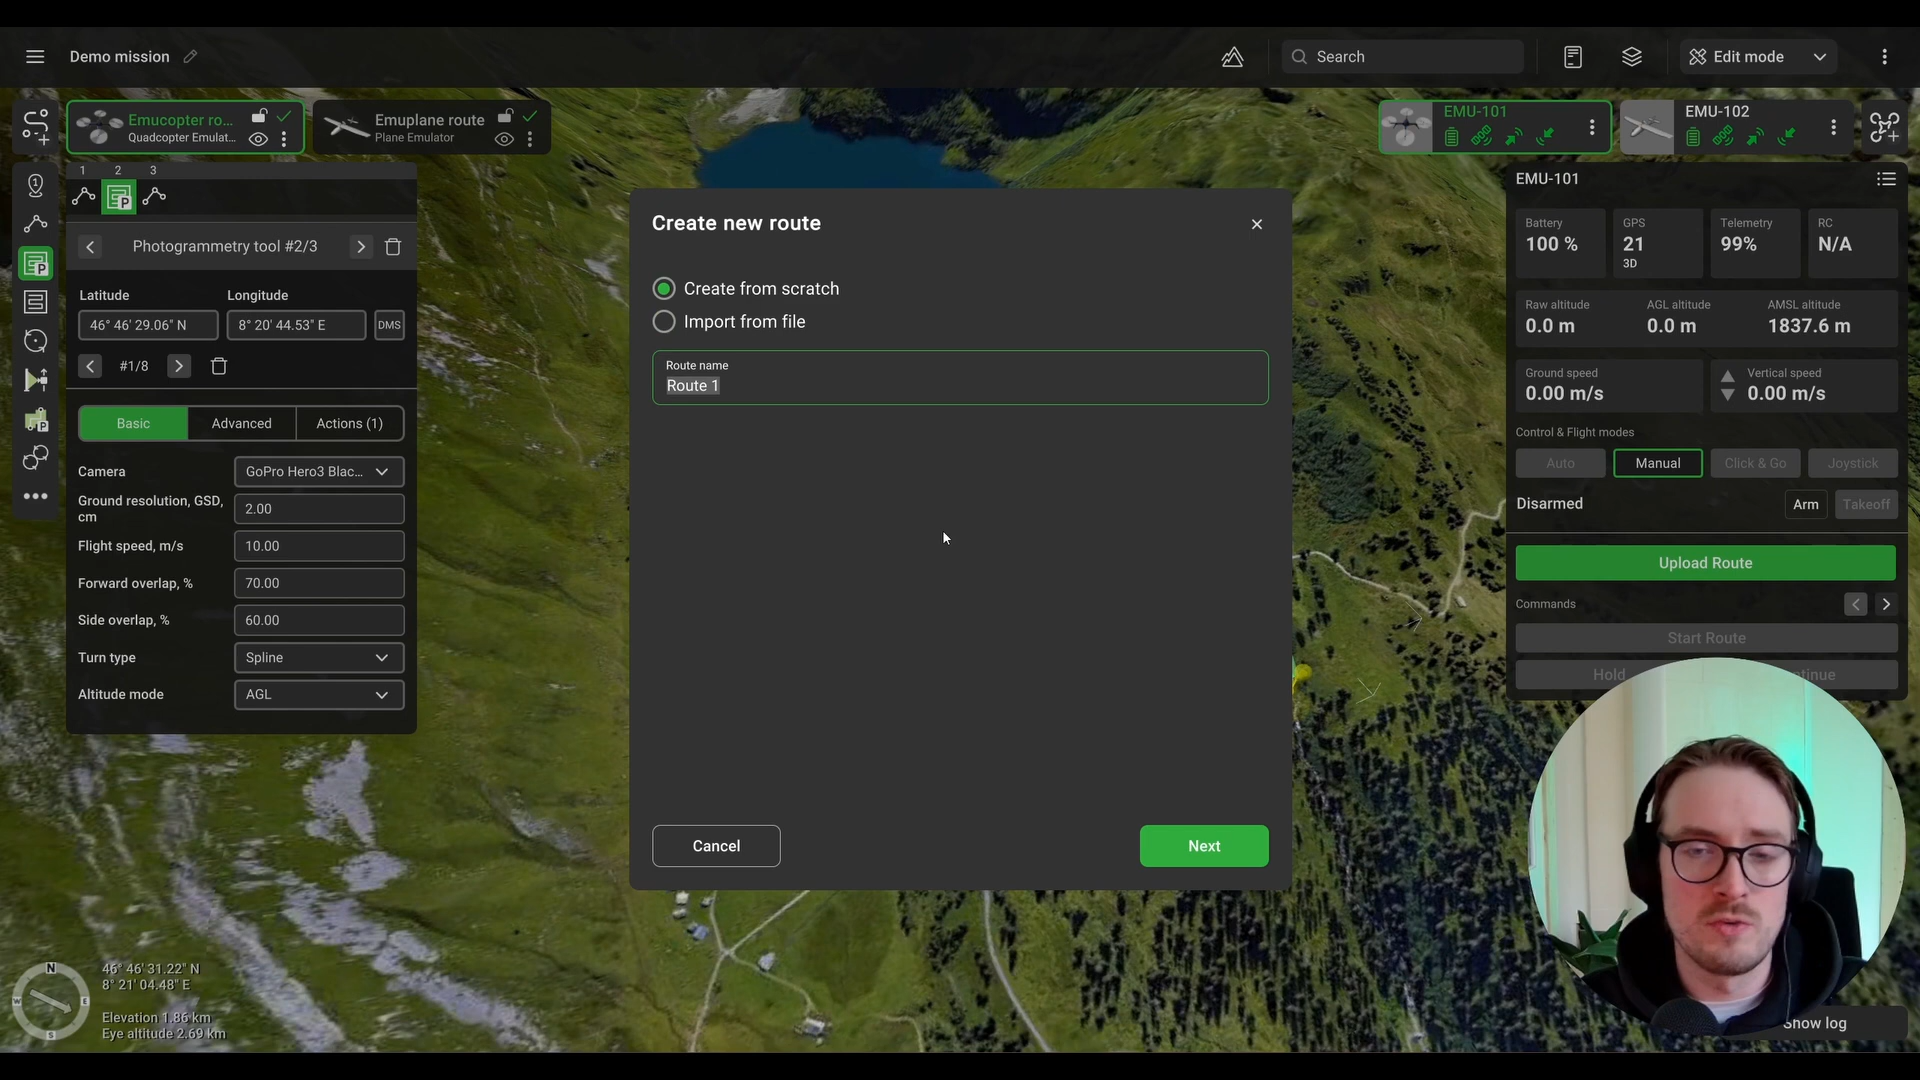 Demo mission
Search
Edit mode
Emucopter ro...
Quadcopter Emulat...
Emuplane route
Plane Emulator
EMU-101
EMU-102
1 2 3
Photogrammetry tool #2/3
Latitude Longitude
46° 46' 29.06" N 8° 20' 44.53" E DMS
#1/8
Basic Advanced Actions (1)
Camera GoPro Hero3 Blac...
Ground resolution, GSD, cm 2.00
Flight speed, m/s 10.00
Forward overlap, % 70.00
Side overlap, % 60.00
Turn type Spline
Altitude mode AGL
Create new route
Create from scratch
Import from file
Route name
Route 1
Cancel Next
EMU-101
Battery GPS Telemetry RC
100 % 21 99% N/A
3D
Raw altitude AGL altitude AMSL altitude
0.0 m 0.0 m 1837.6 m
Ground speed Vertical speed
0.00 m/s 0.00 m/s
Control & Flight modes
Auto Manual Click & Go Joystick
Disarmed Arm Takeoff
Upload Route
Commands
Start Route
Hold tinue
N
W E
S
46° 46' 31.22" N
8° 21' 04.48" E
Elevation 1.86 km
Eye altitude 2.69 km
Show log